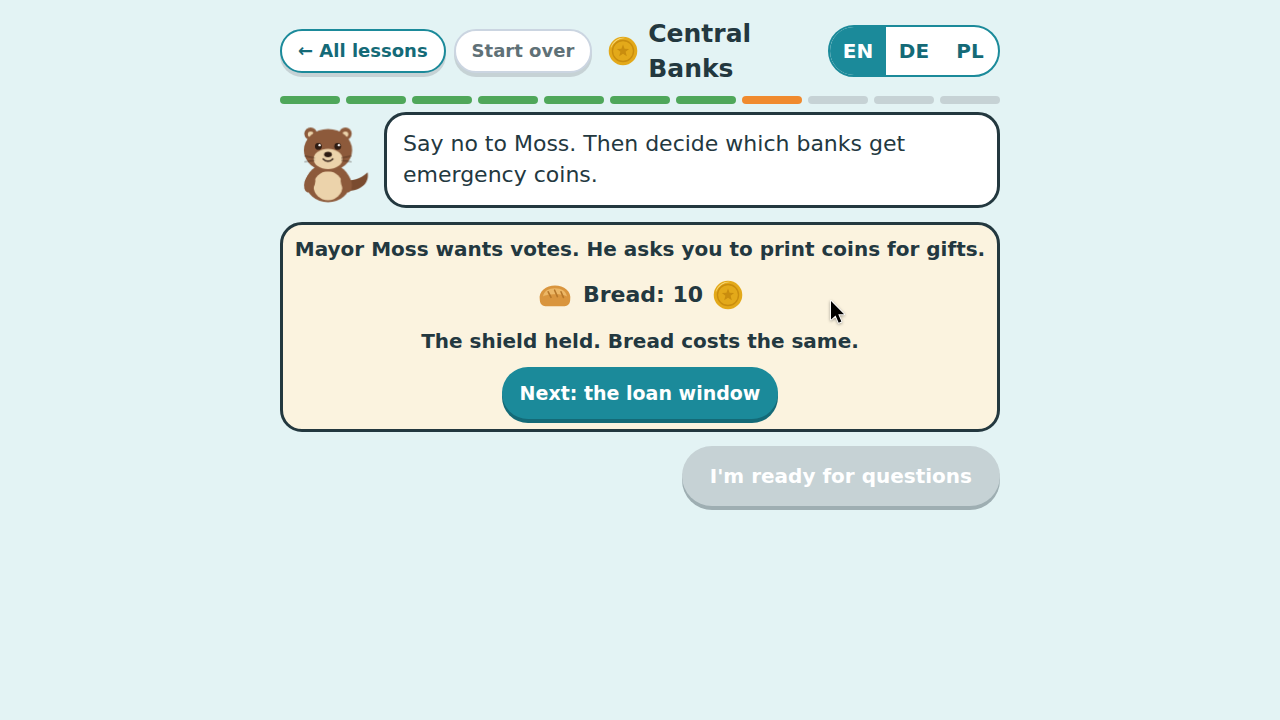 ← All lessons
Start over
Central
Banks
EN DE PL
Say no to Moss. Then decide which banks get
emergency coins.
Mayor Moss wants votes. He asks you to print coins for gifts.
Bread: 10
The shield held. Bread costs the same.
Next: the loan window
I'm ready for questions